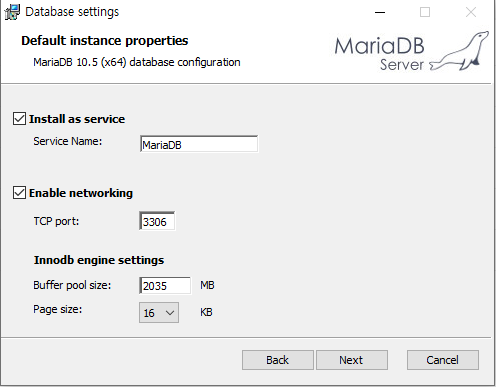 Database settings
Default instance properties
MariaDB 10.5 (x64) database configuration
MariaDB
Server
Install as service
Service Name: MariaDB
Enable networking
TCP port: 3306
Innodb engine settings
Buffer pool size: 2035 MB
Page size: 16 KB
Back Next Cancel